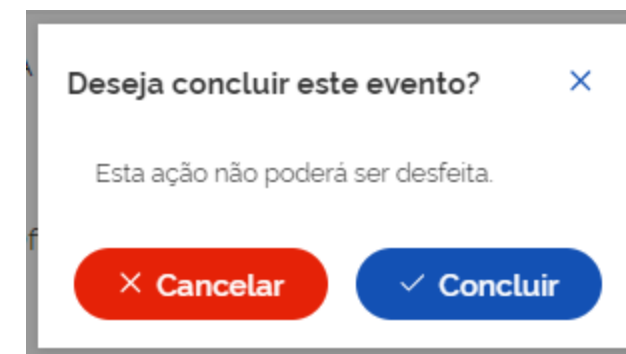 Deseja concluir este evento?
Esta ação não poderá ser desfeita.
Cancelar
Concluir